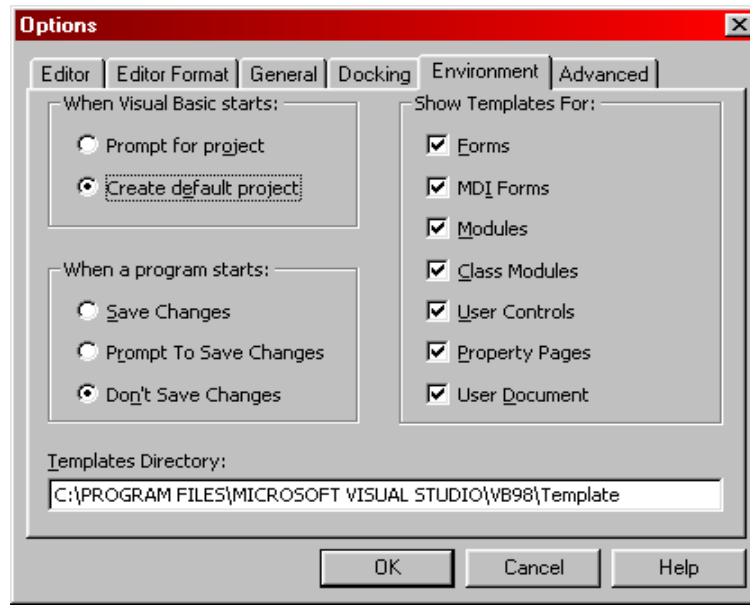 Options
Editor
Editor Format
General
Docking
Environment
Advanced
When Visual Basic starts:
Prompt for project
Create default project
When a program starts:
Save Changes
Prompt To Save Changes
Don't Save Changes
Show Templates For:
Forms
MDI Forms
Modules
Class Modules
User Controls
Property Pages
User Document
Templates Directory:
C:\PROGRAM FILES\MICROSOFT VISUAL STUDIO\VB98\Template
OK
Cancel
Help